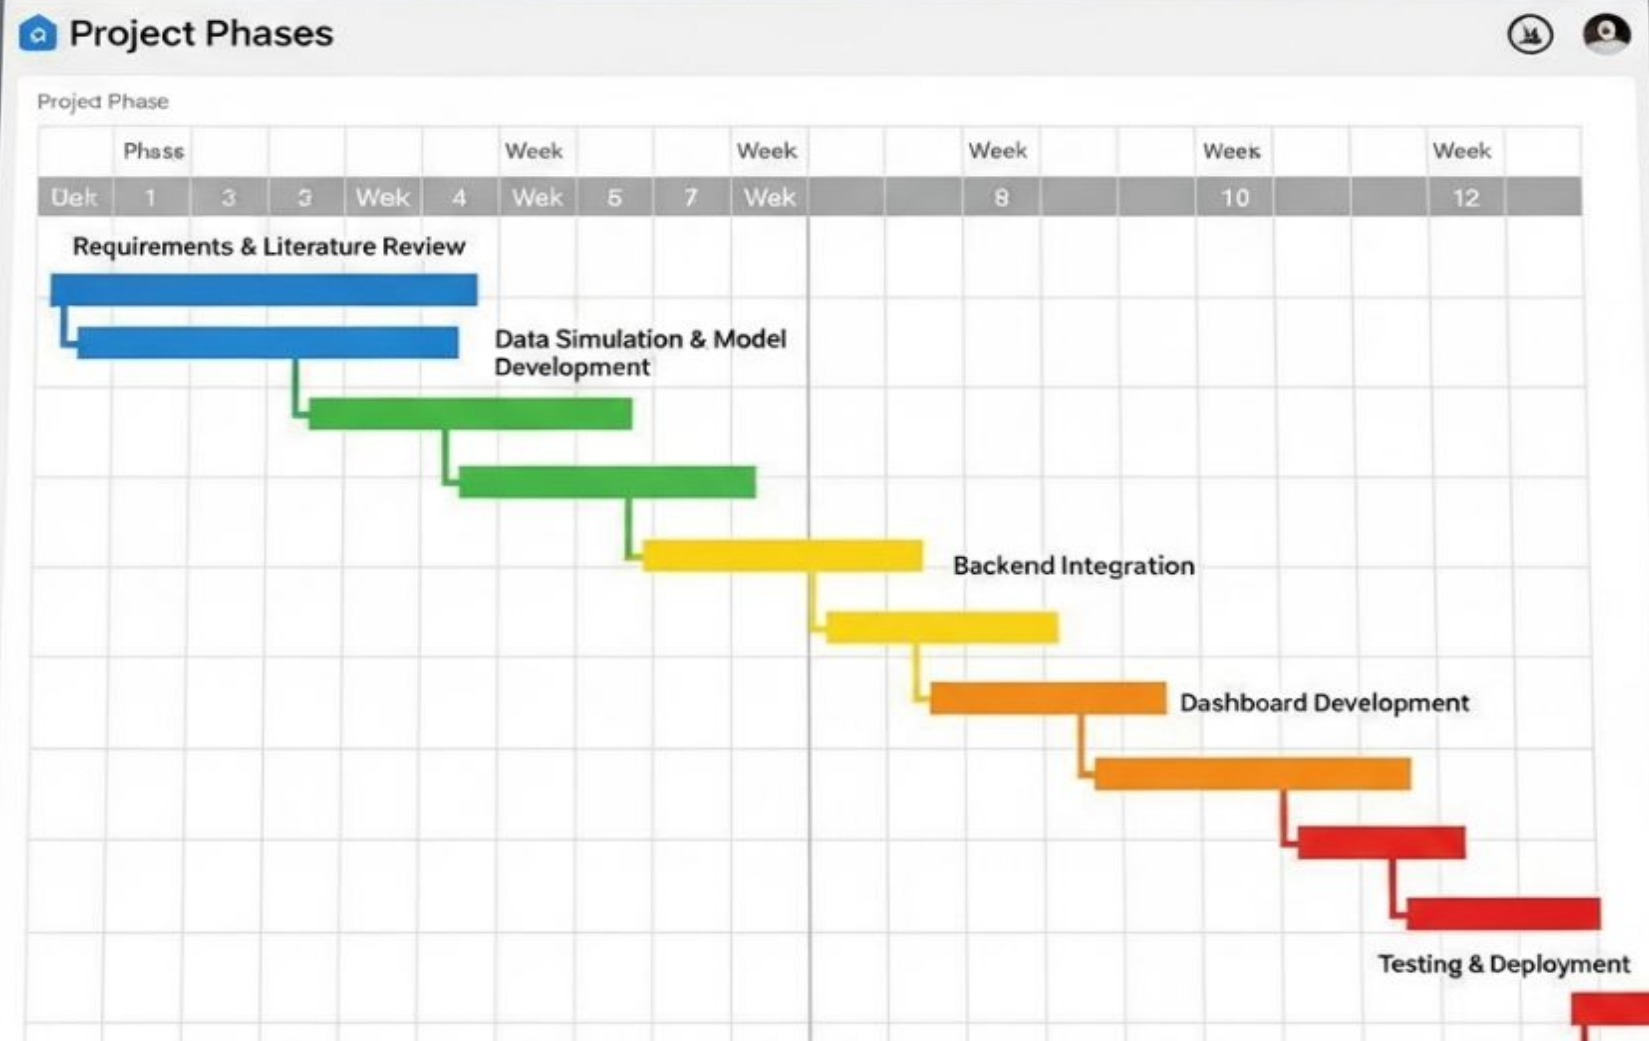 Project Phases
Projed Phase
Phass Week Week Week Week Week
Uek 1 3 3 Wek 4 Wek 5 7 Wek 8 10 12
Requirements & Literature Review
Data Simulation & Model
Development
Backend Integration
Dashboard Development
Testing & Deployment